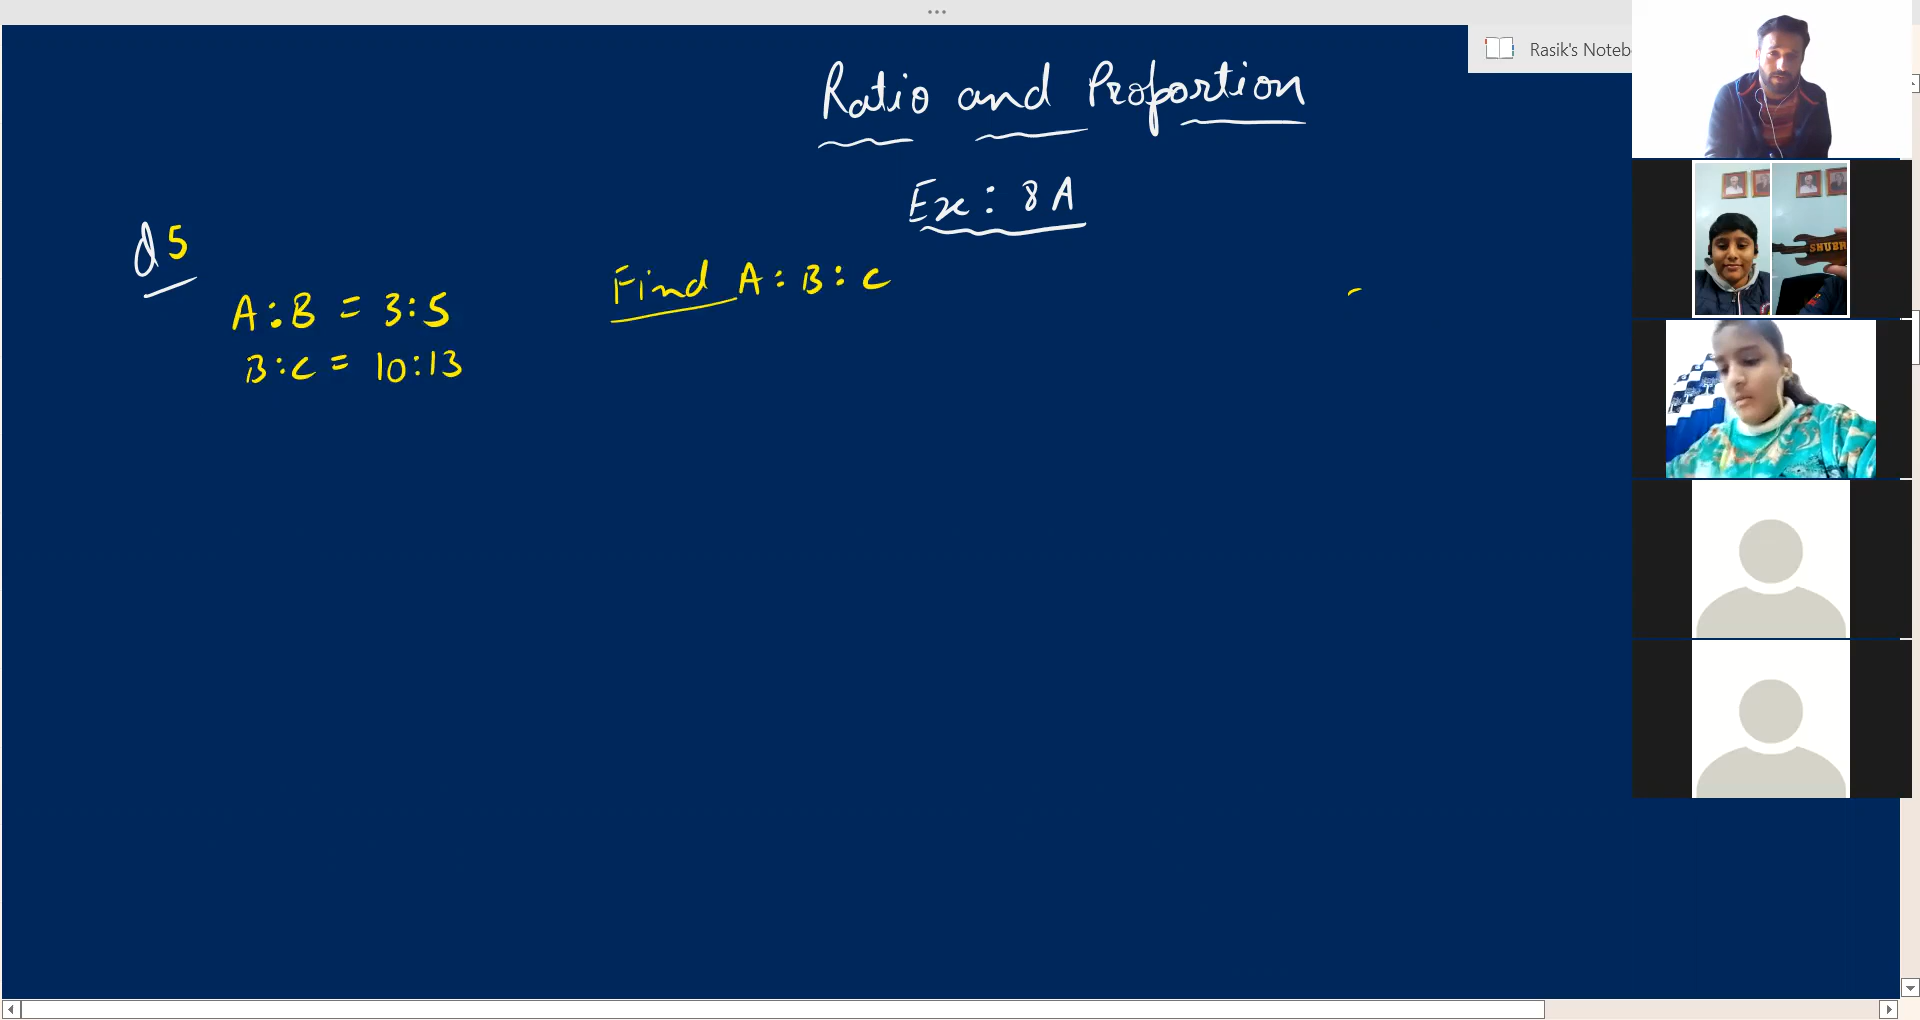 Rasik's Noteb
Ratio and Proportion
Ex: 8A
Q5
Find A:B:C
A:B = 3:5
B:C = 10:13
SHUBH